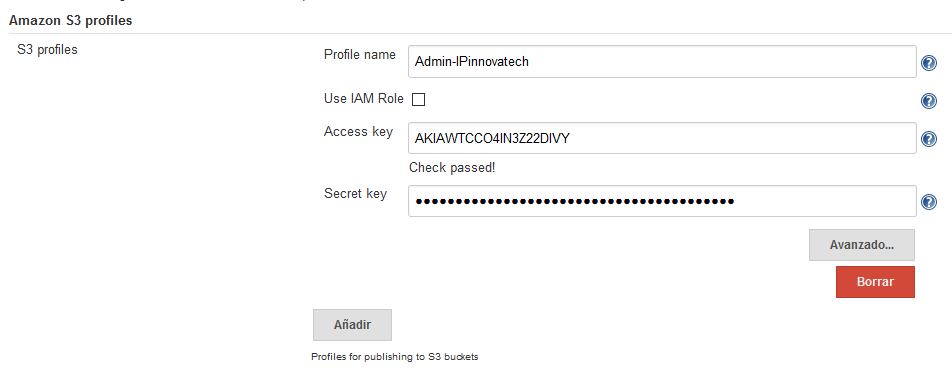 Amazon S3 profiles
S3 profiles
Profile name
Admin-IPinnovatech
Use IAM Role
Access key
AKIAWTCCO4IN3Z22DIVY
Check passed!
Secret key
••••••••••••••••••••••••••••••••••••••••
Avanzado...
Borrar
Añadir
Profiles for publishing to S3 buckets